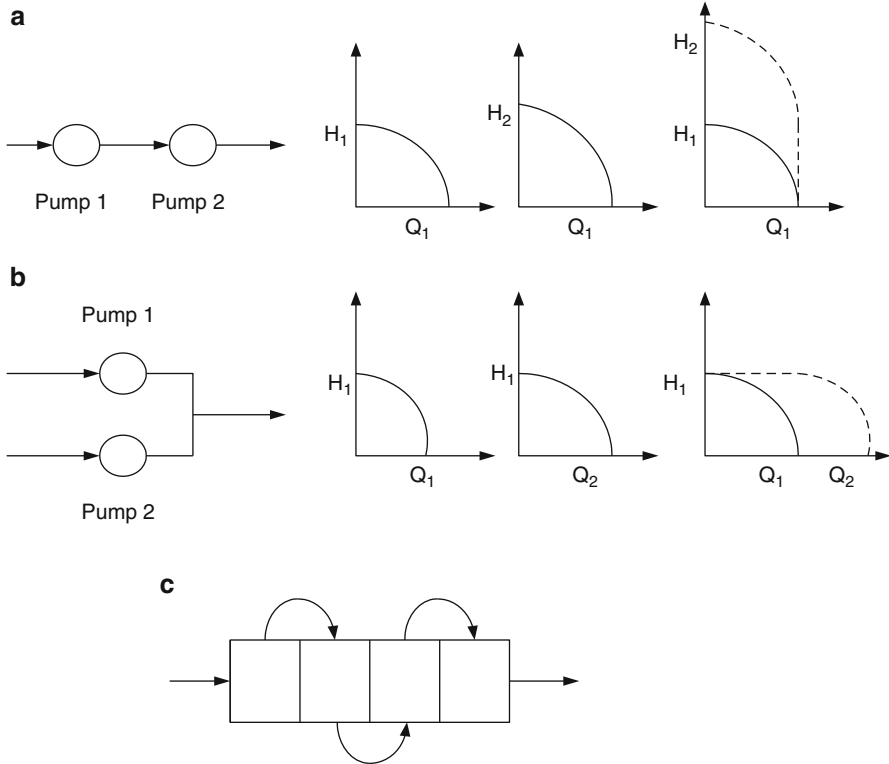 a
Pump 1
Pump 2
H₁
Q₁
H₂
Q₁
H₂
H₁
Q₁
b
Pump 1
Pump 2
H₁
Q₁
H₁
Q₂
H₁
Q₁
Q₂
c